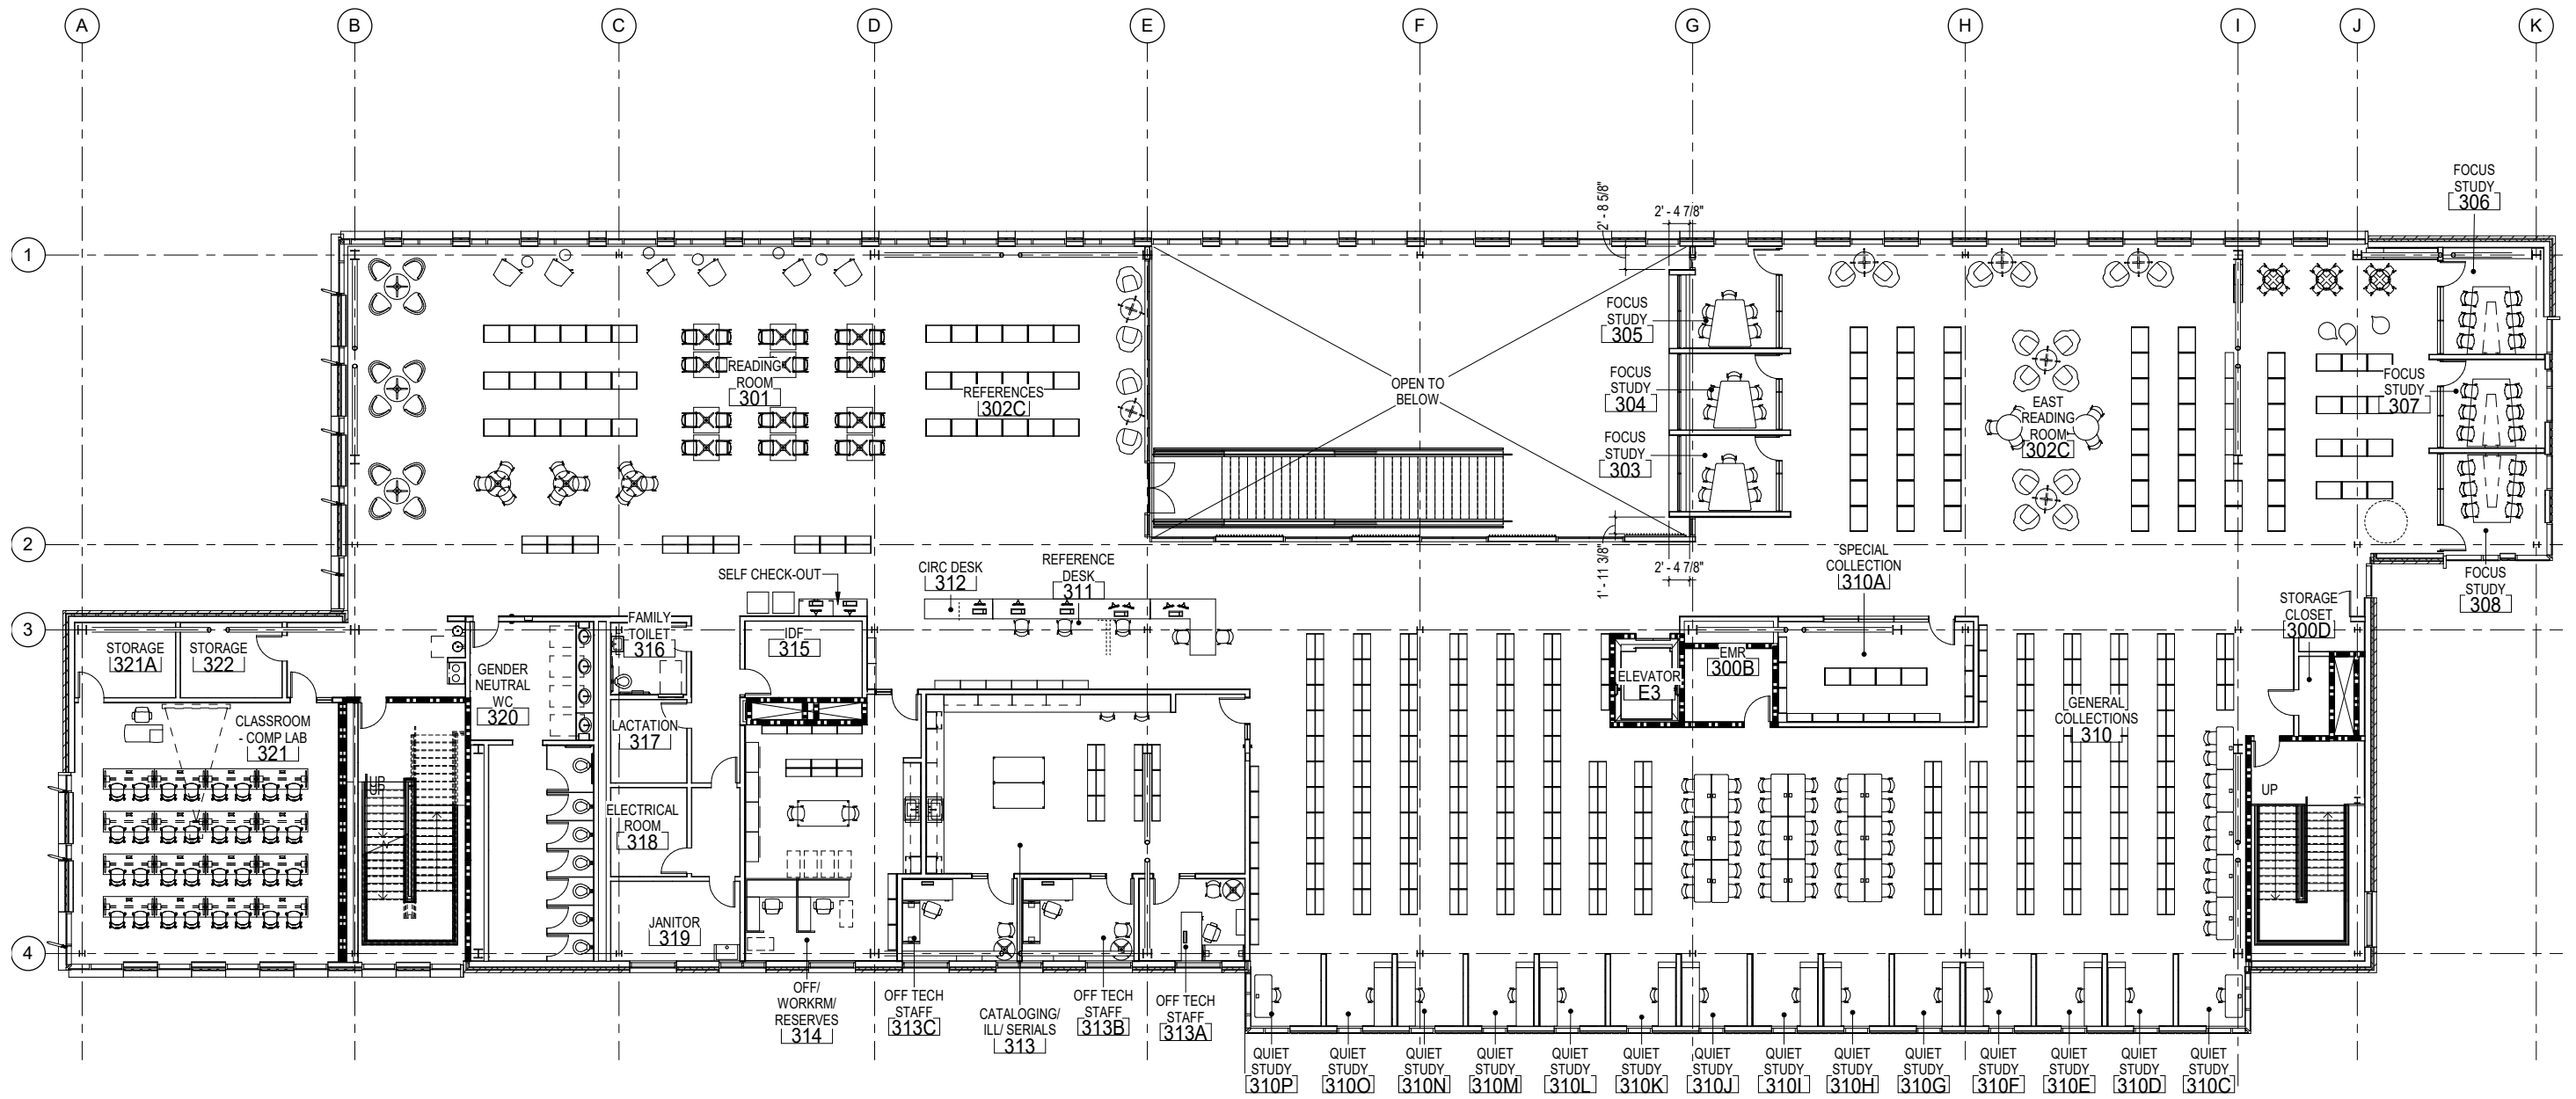 A
B
C
D
E
F
G
H
I
J
K
1
2
3
4
FOCUS
STUDY
306
2' - 8 5/8"
2' - 4 7/8"
FOCUS
STUDY
305
FOCUS
STUDY
304
FOCUS
STUDY
303
READING
ROOM
301
REFERENCES
302C
OPEN TO
BELOW
EAST
READING
ROOM
302C
FOCUS
STUDY
307
FOCUS
STUDY
308
1' - 11 3/8"
2' - 4 7/8"
SPECIAL
COLLECTION
310A
STORAGE
CLOSET
300D
SELF CHECK-OUT
CIRC DESK
312
REFERENCE
DESK
311
STORAGE
321A
STORAGE
322
GENDER
NEUTRAL
WC
320
FAMILY
TOILET
316
IDF
315
ELEVATOR
E3
EMR
300B
GENERAL
COLLECTIONS
310
CLASSROOM
- COMP LAB
321
LACTATION
317
UP
UP
UP
ELECTRICAL
ROOM
318
JANITOR
319
OFF/
WORKRM/
RESERVES
314
OFF TECH
STAFF
313C
CATALOGING/
ILL/ SERIALS
313
OFF TECH
STAFF
313B
OFF TECH
STAFF
313A
QUIET
STUDY
310P
QUIET
STUDY
310O
QUIET
STUDY
310N
QUIET
STUDY
310M
QUIET
STUDY
310L
QUIET
STUDY
310K
QUIET
STUDY
310J
QUIET
STUDY
310I
QUIET
STUDY
310H
QUIET
STUDY
310G
QUIET
STUDY
310F
QUIET
STUDY
310E
QUIET
STUDY
310D
QUIET
STUDY
310C